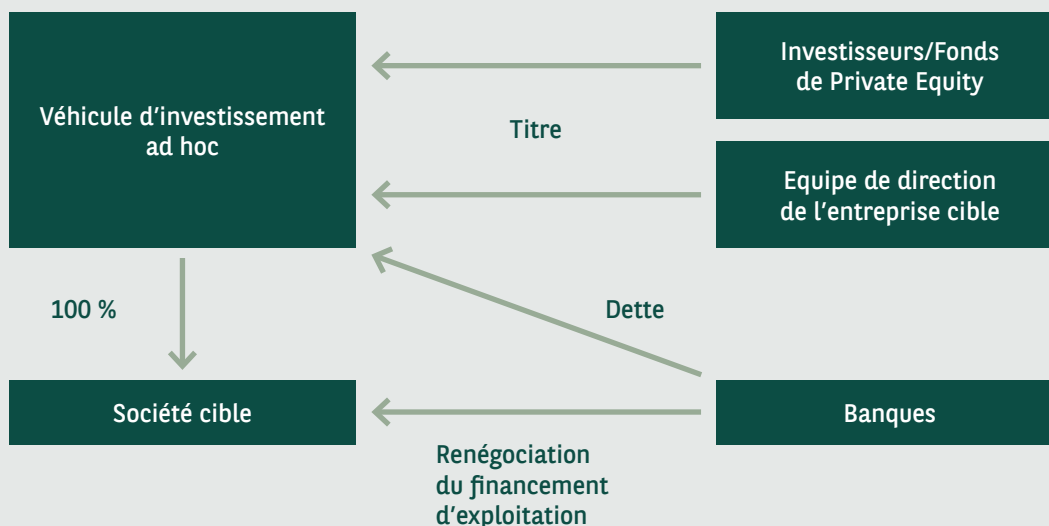 Véhicule d’investissement
ad hoc
Investisseurs/Fonds
de Private Equity
Titre
Equipe de direction
de l’entreprise cible
100 %
Dette
Société cible
Banques
Renégociation
du financement
d’exploitation